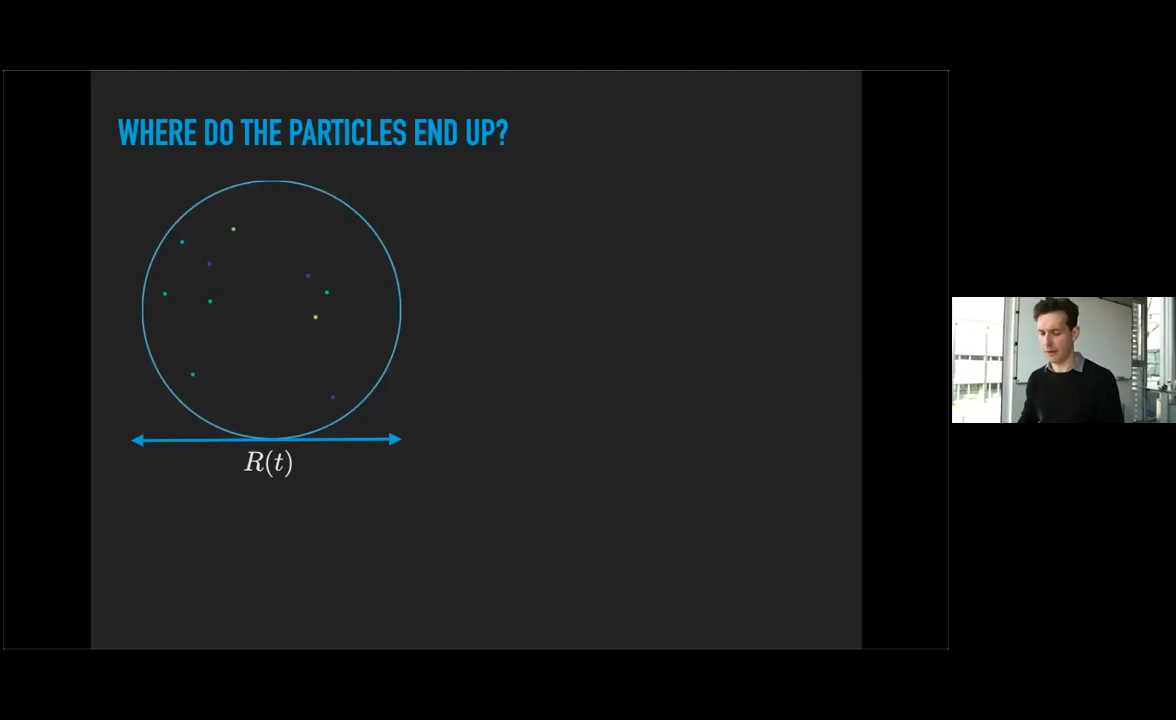 WHERE DO THE PARTICLES END UP?
R(t)